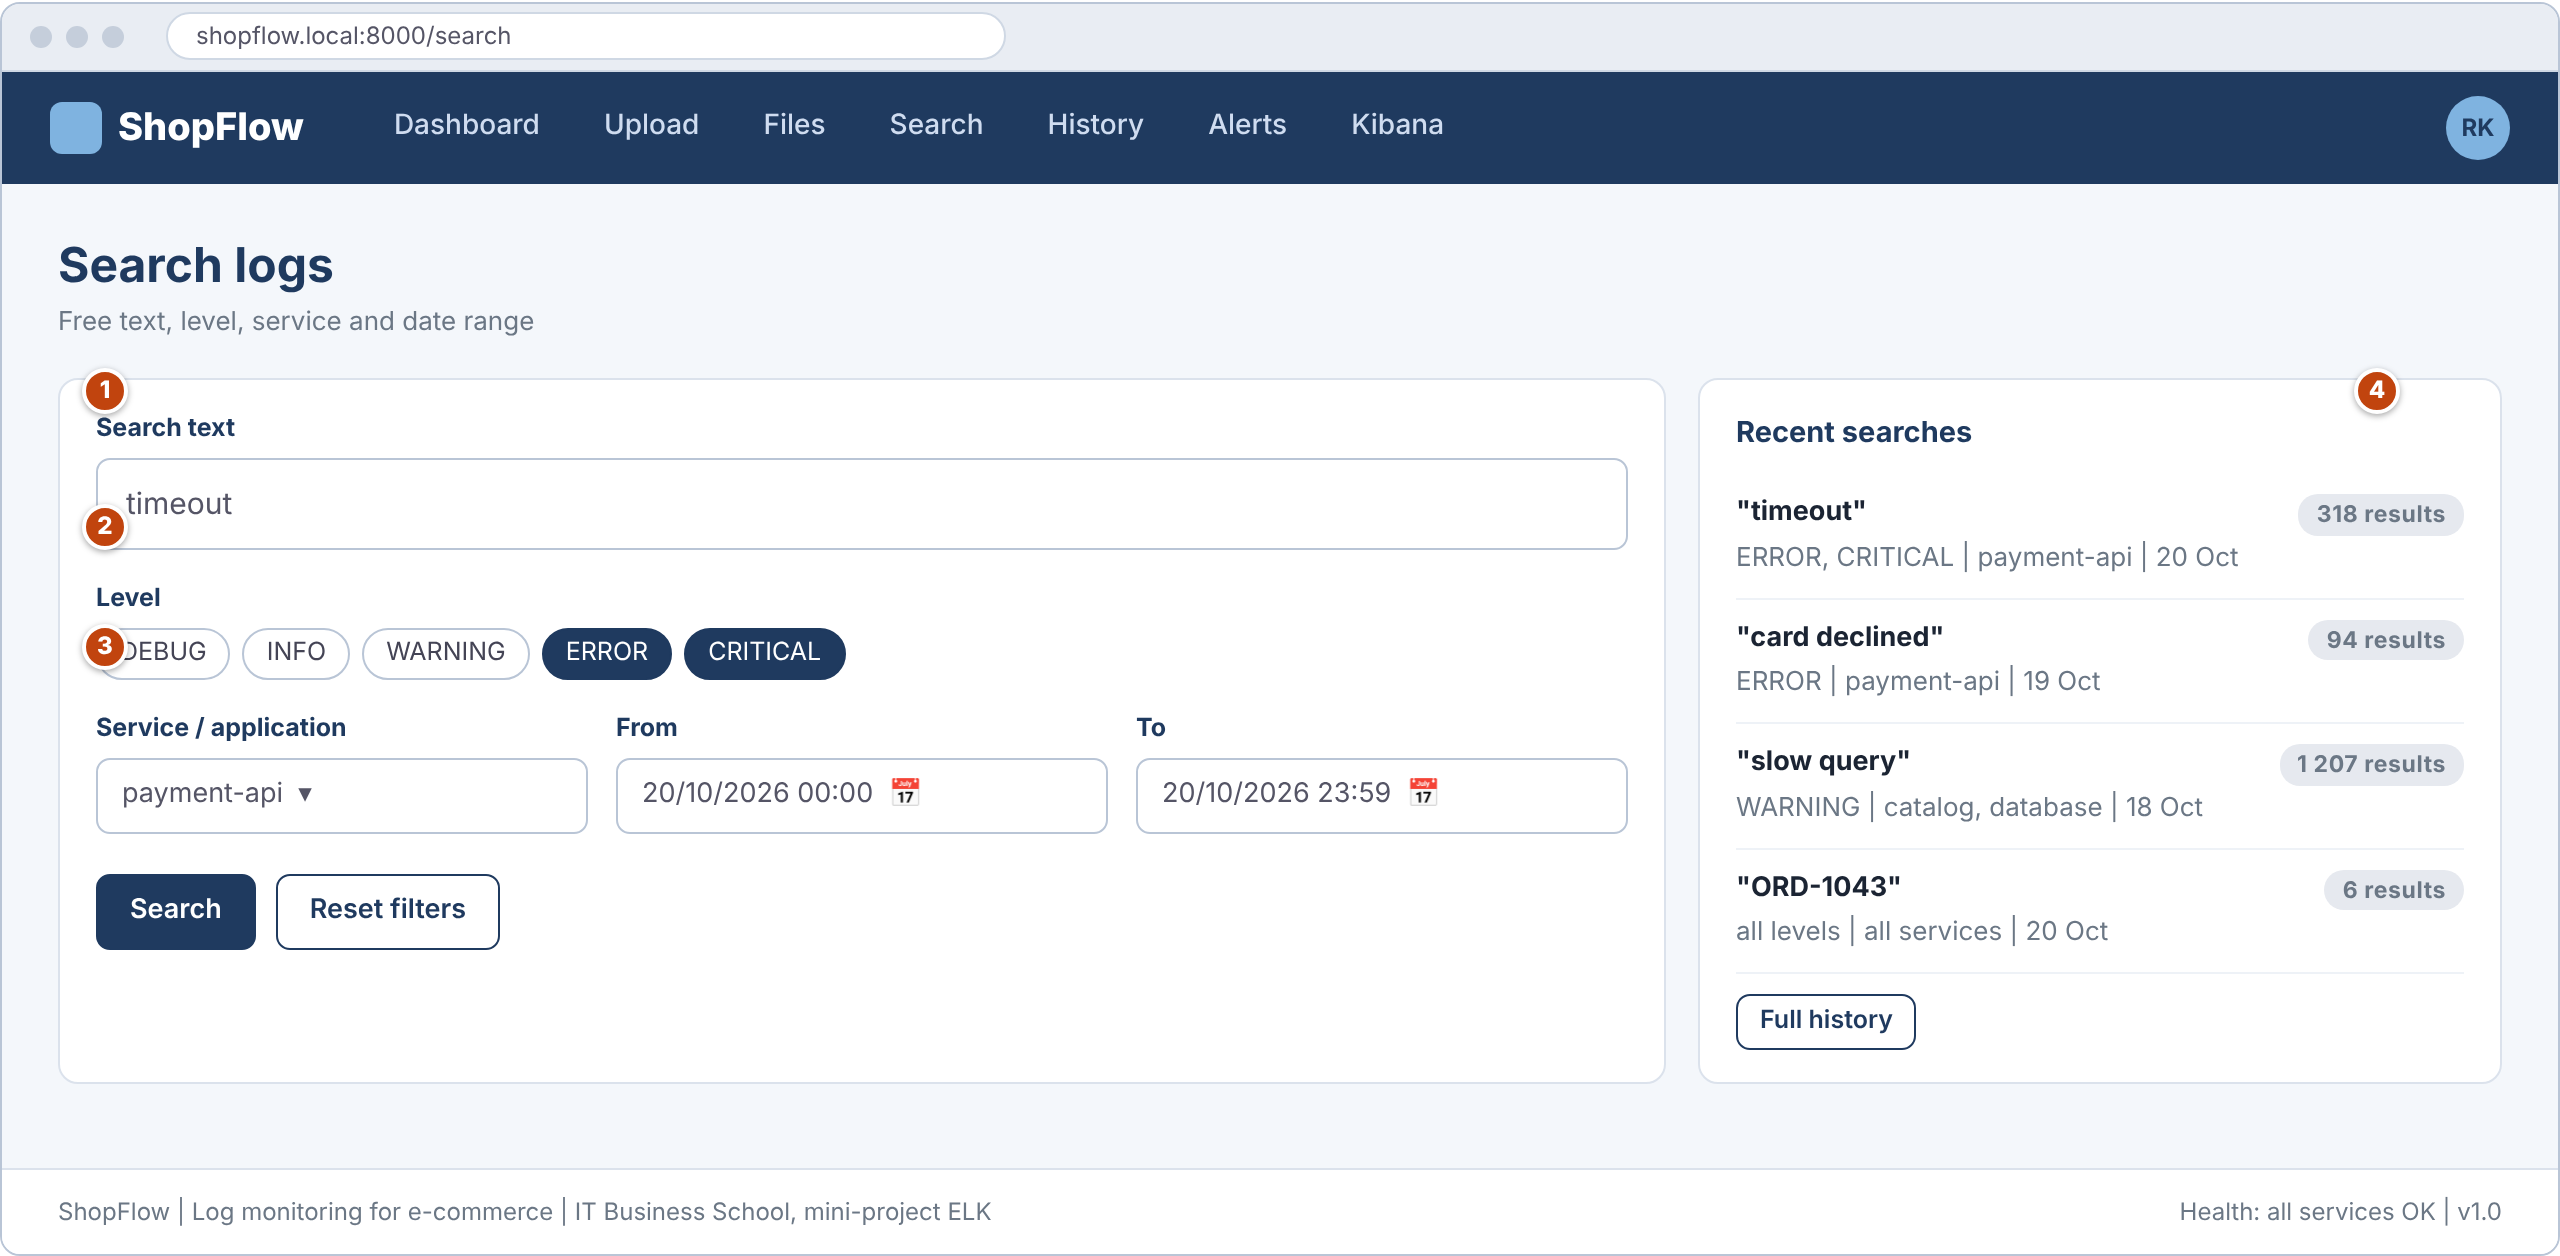 shopflow.local:8000/search
ShopFlow
Dashboard Upload Files Search History Alerts Kibana
RK
Search logs
Free text, level, service and date range
1
Search text
timeout
2
Level
3
DEBUG INFO WARNING ERROR CRITICAL
Service / application From To
payment-api ▾ 20/10/2026 00:00 📅 20/10/2026 23:59 📅
Search Reset filters
4
Recent searches
"timeout" 318 results
ERROR, CRITICAL | payment-api | 20 Oct
"card declined" 94 results
ERROR | payment-api | 19 Oct
"slow query" 1 207 results
WARNING | catalog, database | 18 Oct
"ORD-1043" 6 results
all levels | all services | 20 Oct
Full history
ShopFlow | Log monitoring for e-commerce | IT Business School, mini-project ELK
Health: all services OK | v1.0